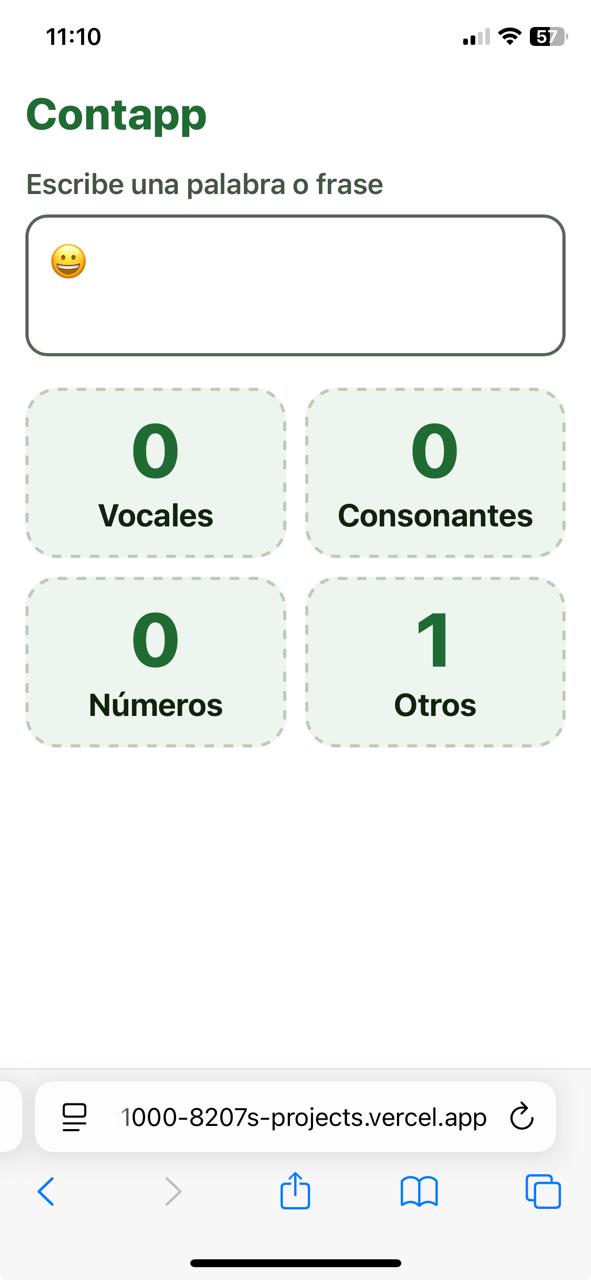 11:10
57
Contapp
Escribe una palabra o frase
😀
0
Vocales
0
Consonantes
0
Números
1
Otros
1000-8207s-projects.vercel.app